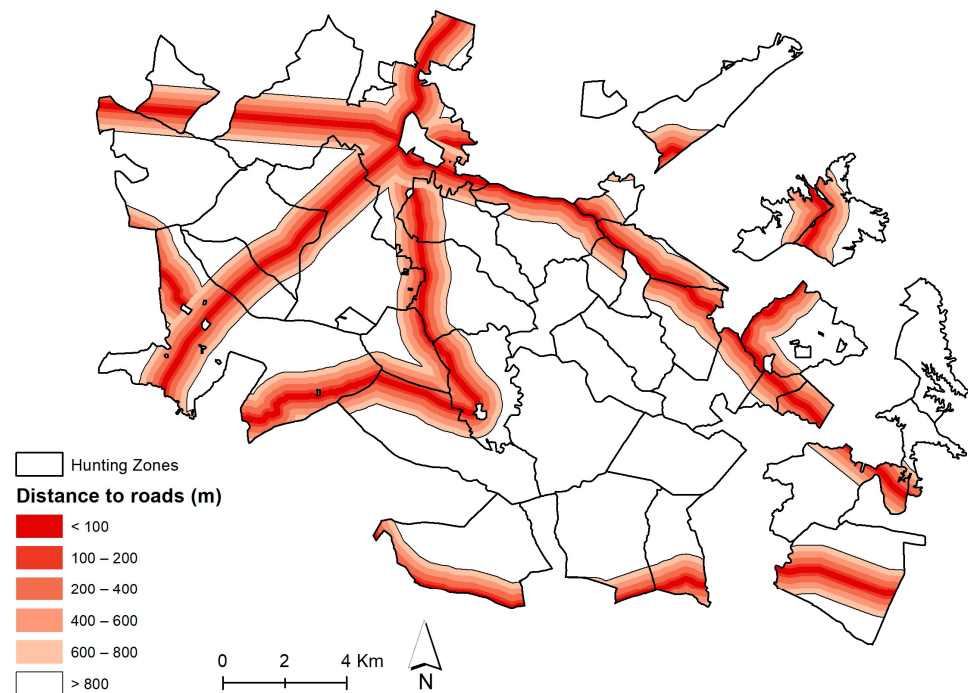 Hunting Zones
Distance to roads (m)
< 100
100 – 200
200 – 400
400 – 600
600 – 800
> 800
0 2 4 Km
N